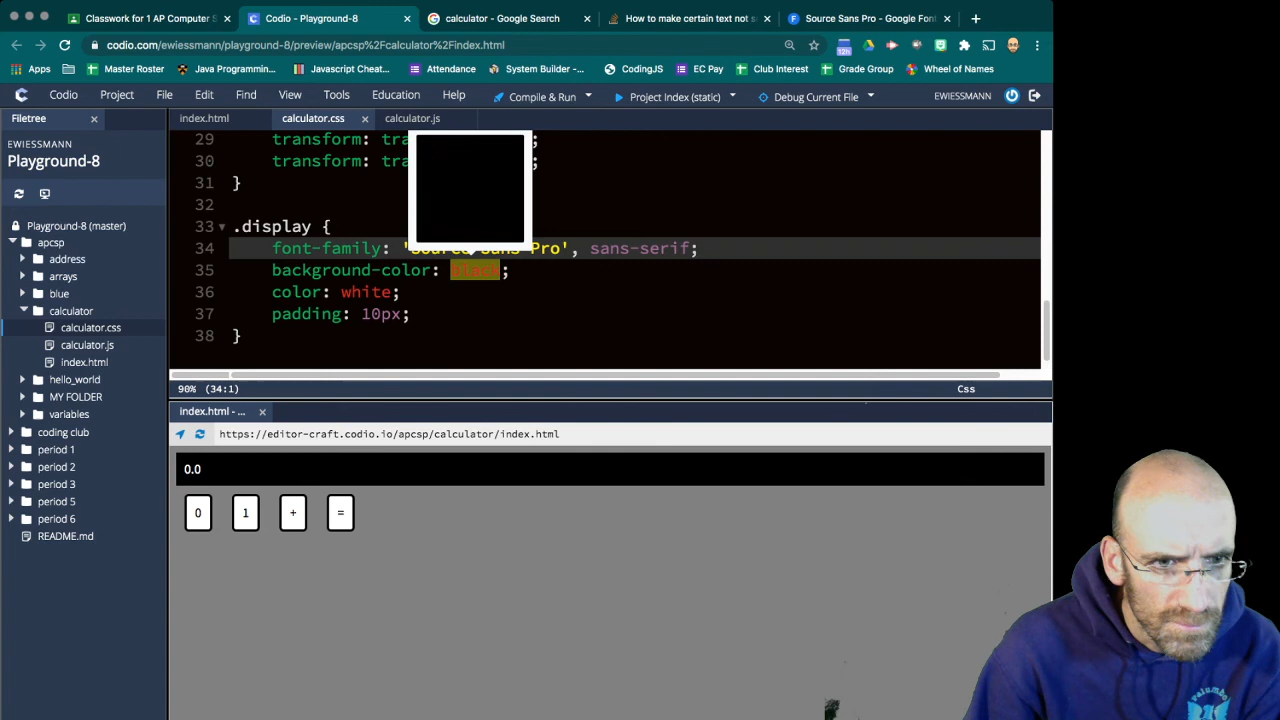 Classwork for 1 AP Computer S
Codio - Playground-8
calculator - Google Search
How to make certain text not s
Source Sans Pro - Google Font
codio.com/ewiessmann/playground-8/preview/apcsp%2Fcalculator%2Findex.html
Apps
Master Roster
Java Programmin...
Javascript Cheat...
Attendance
System Builder -...
CodingJS
EC Pay
Club Interest
Grade Group
Wheel of Names
Codio Project File Edit Find View Tools Education Help
Compile & Run
Project Index (static)
Debug Current File
EWIESSMANN
Filetree
index.html
calculator.css
calculator.js
EWIESSMANN
Playground-8
Playground-8 (master)
apcsp
address
arrays
blue
calculator
calculator.css
calculator.js
index.html
hello_world
MY FOLDER
variables
coding club
period 1
period 2
period 3
period 5
period 6
README.md
29 transform: ;
30 transform: ;
31 }
32
33 .display {
34 font-family: Pro', sans-serif;
35 background-color: black;
36 color: white;
37 padding: 10px;
38 }
90% (34:1)
Css
index.html - ...
https://editor-craft.codio.io/apcsp/calculator/index.html
0.0
0 1 + =